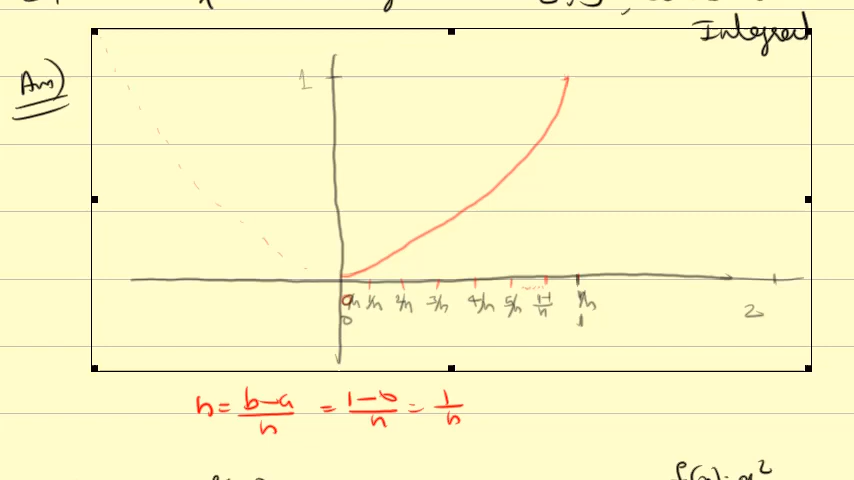 Integral
Ans)
1
0/n 1/n 2/n 3/n 4/n 5/n n-1/n n/n
0 1 2
h = b-a/n = 1-0/n = 1/n
f(x)=x²